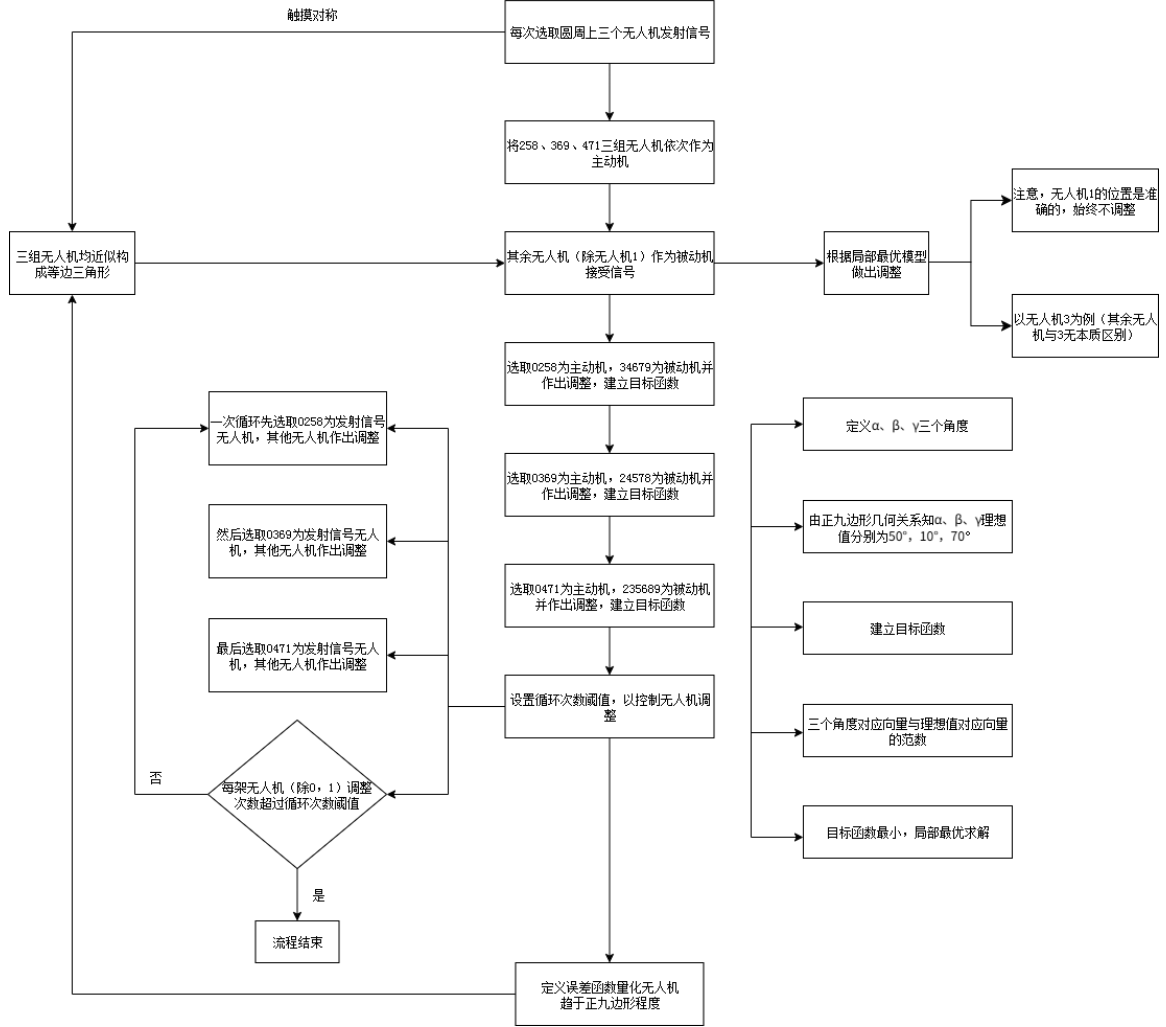 触摸对称
每次选取圆周上三个无人机发射信号
将258、369、471三组无人机依次作为
主动机
注意，无人机1的位置是准
确的，始终不调整
三组无人机均近似构
成等边三角形
其余无人机（除无人机1）作为被动机
接受信号
根据局部最优模型
做出调整
以无人机3为例（其余无人
机与3无本质区别）
选取0258为主动机，34679为被动机并
作出调整，建立目标函数
一次循环先选取0258为发射信号
无人机，其他无人机作出调整
定义α、β、γ三个角度
选取0369为主动机，24578为被动机并
作出调整，建立目标函数
然后选取0369为发射信号无人
机，其他无人机作出调整
由正九边形几何关系知α、β、γ理想
值分别为50°，10°，70°
选取0471为主动机，235689为被动机
并作出调整，建立目标函数
建立目标函数
最后选取0471为发射信号无人
机，其他无人机作出调整
设置循环次数阈值，以控制无人机调
整
三个角度对应向量与理想值对应向量
的范数
否
每架无人机（除0，1）调整
次数超过循环次数阈值
目标函数最小，局部最优求解
是
流程结束
定义误差函数量化无人机
趋于正九边形程度